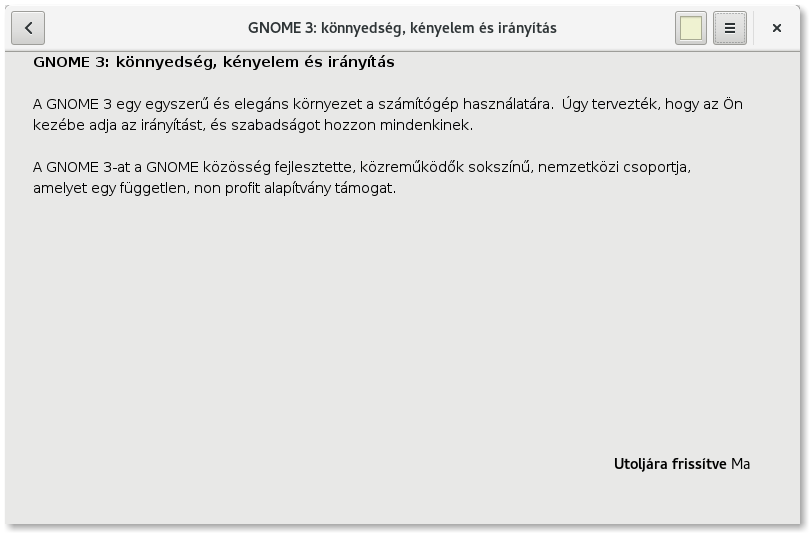 GNOME 3: könnyedség, kényelem és irányítás
GNOME 3: könnyedség, kényelem és irányítás
A GNOME 3 egy egyszerű és elegáns környezet a számítógép használatára.  Úgy tervezték, hogy az Ön
kezébe adja az irányítást, és szabadságot hozzon mindenkinek.
A GNOME 3-at a GNOME közösség fejlesztette, közreműködők sokszínű, nemzetközi csoportja,
amelyet egy független, non profit alapítvány támogat.
Utoljára frissítve Ma